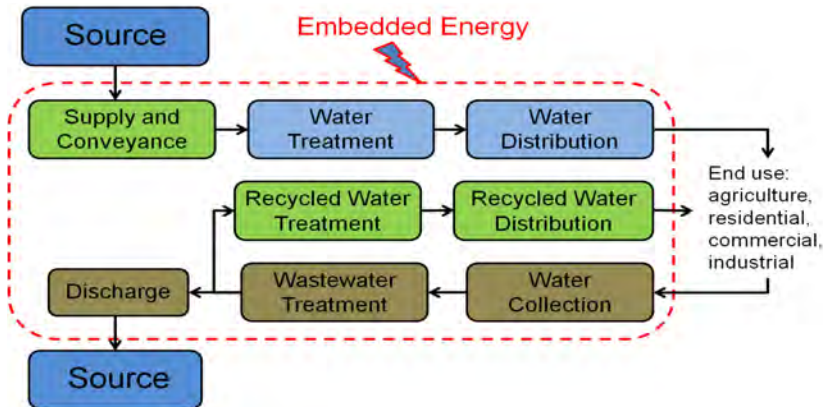 Source
Embedded Energy
Supply and
Conveyance
Water
Treatment
Water
Distribution
End use:
agriculture,
residential,
commercial,
industrial
Recycled Water
Treatment
Recycled Water
Distribution
Discharge
Wastewater
Treatment
Water
Collection
Source